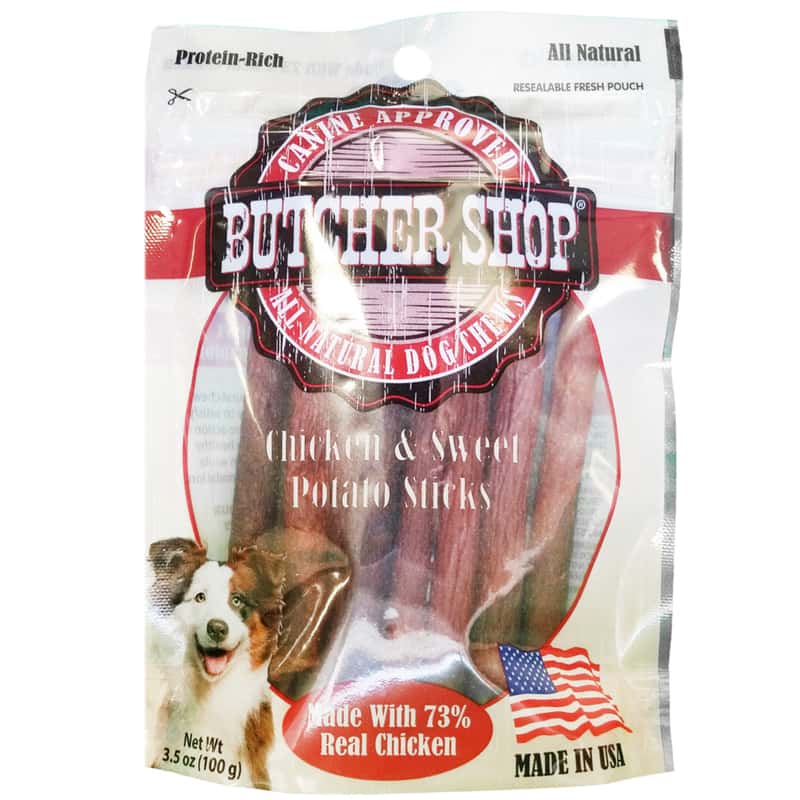 Protein-Rich
All Natural
RESEALABLE FRESH POUCH
CANINE APPROVED
BUTCHER SHOP®
ALL NATURAL DOG CHEWS
Chicken & Sweet
Potato Sticks
Made With 73%
Real Chicken
Net Wt
3.5 oz (100 g)
MADE IN USA